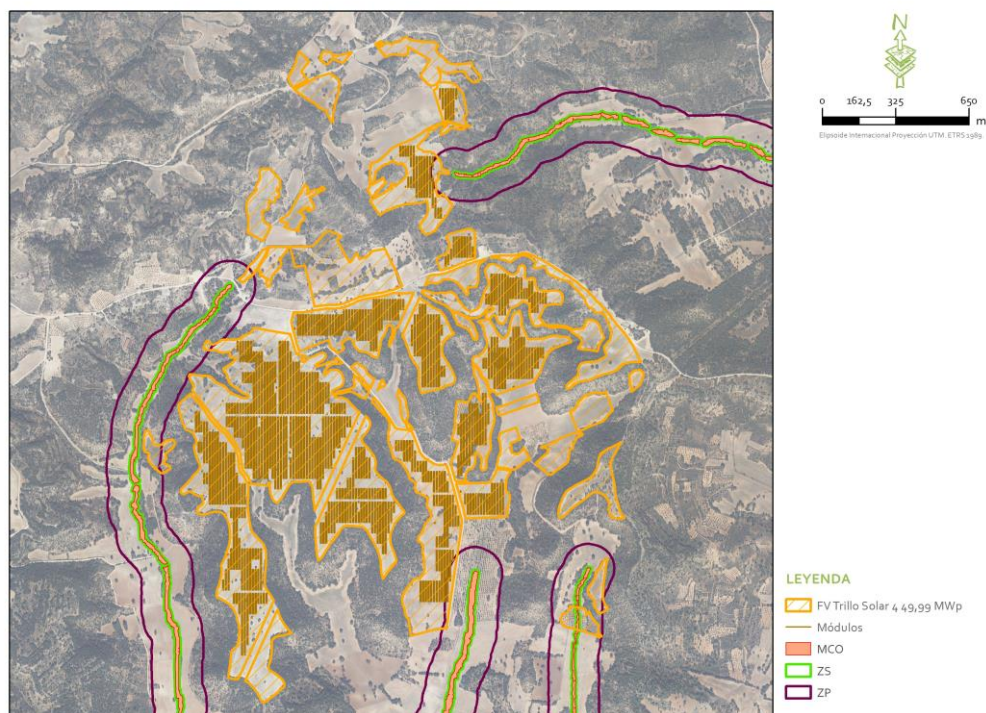 N
0 162,5 325 650
m
Elipsoide Internacional Proyección UTM. ETRS 1989.
LEYENDA
FV Trillo Solar 4 49,99 MWp
Módulos
MCO
ZS
ZP